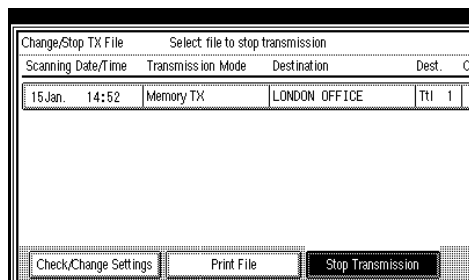 Change/Stop TX File Select file to stop transmission
Scanning Date/Time Transmission Mode Destination Dest.
15Jan. 14:52 Memory TX LONDON OFFICE Ttl 1
Check/Change Settings Print File Stop Transmission